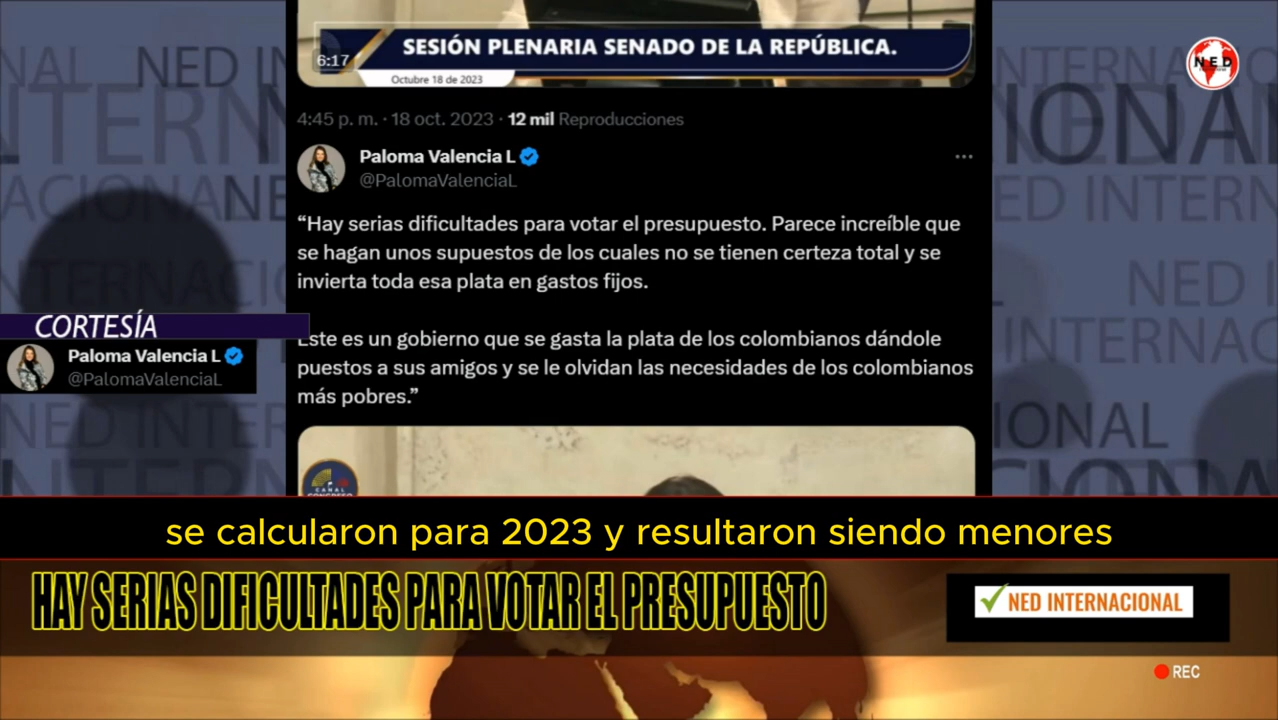 SESIÓN PLENARIA SENADO DE LA REPÚBLICA.
6:17
Octubre 18 de 2023
NED
4:45 p. m. · 18 oct. 2023 · 12 mil Reproducciones
Paloma Valencia L
@PalomaValenciaL
“Hay serias dificultades para votar el presupuesto. Parece increíble que
se hagan unos supuestos de los cuales no se tienen certeza total y se
invierta toda esa plata en gastos fijos.
Este es un gobierno que se gasta la plata de los colombianos dándole
puestos a sus amigos y se le olvidan las necesidades de los colombianos
más pobres.”
CORTESÍA
Paloma Valencia L
@PalomaValenciaL
CANAL
CONGRESO
se calcularon para 2023 y resultaron siendo menores
HAY SERIAS DIFICULTADES PARA VOTAR EL PRESUPUESTO
NED INTERNACIONAL
REC